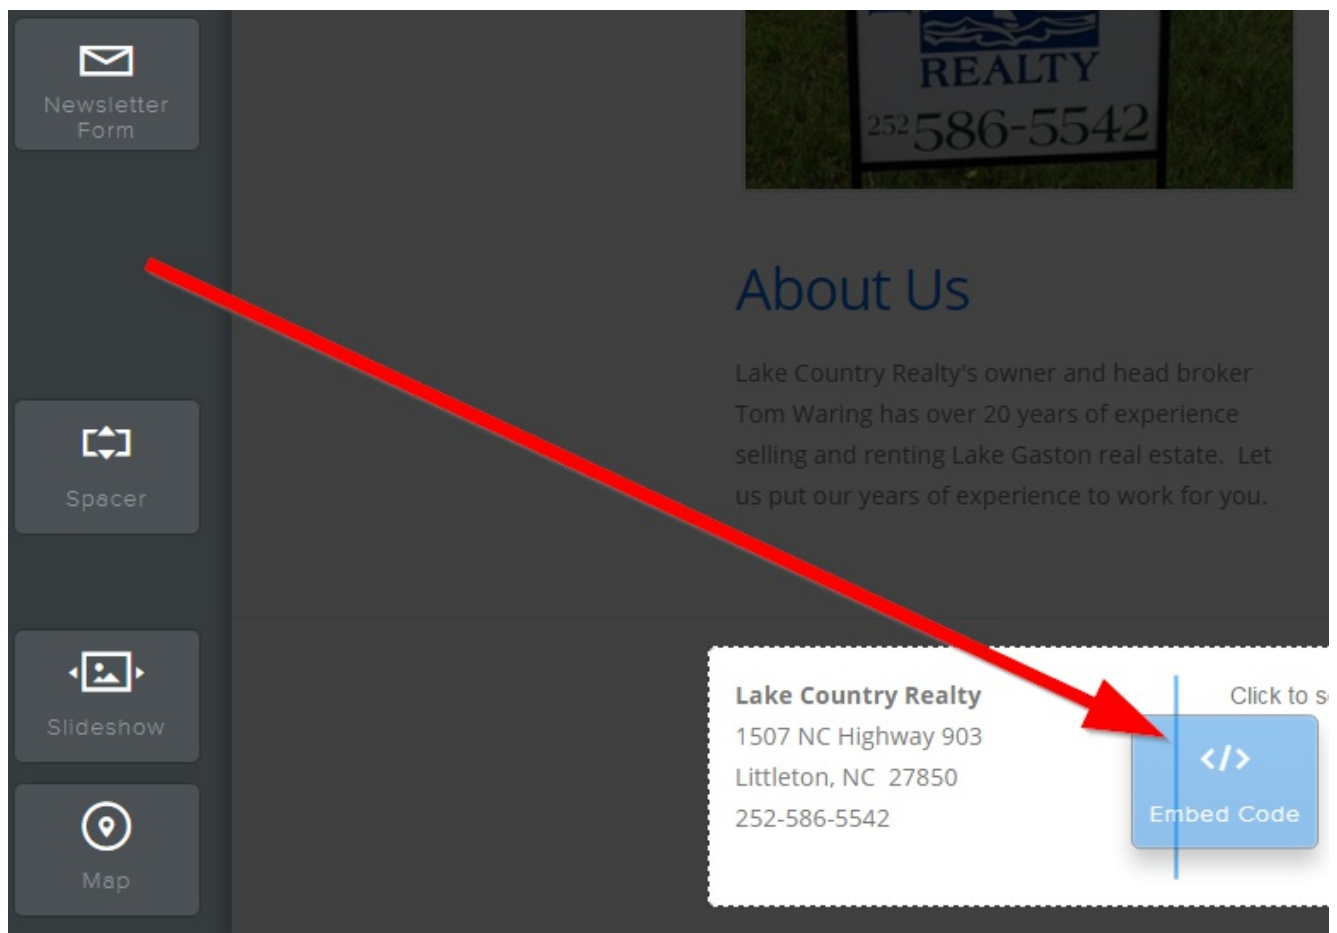 Newsletter
Form
Spacer
Slideshow
Map
REALTY
252 586-5542
About Us
Lake Country Realty's owner and head broker
Tom Waring has over 20 years of experience
selling and renting Lake Gaston real estate.  Let
us put our years of experience to work for you.
Lake Country Realty
1507 NC Highway 903
Littleton, NC  27850
252-586-5542
Click to s
</>
Embed Code